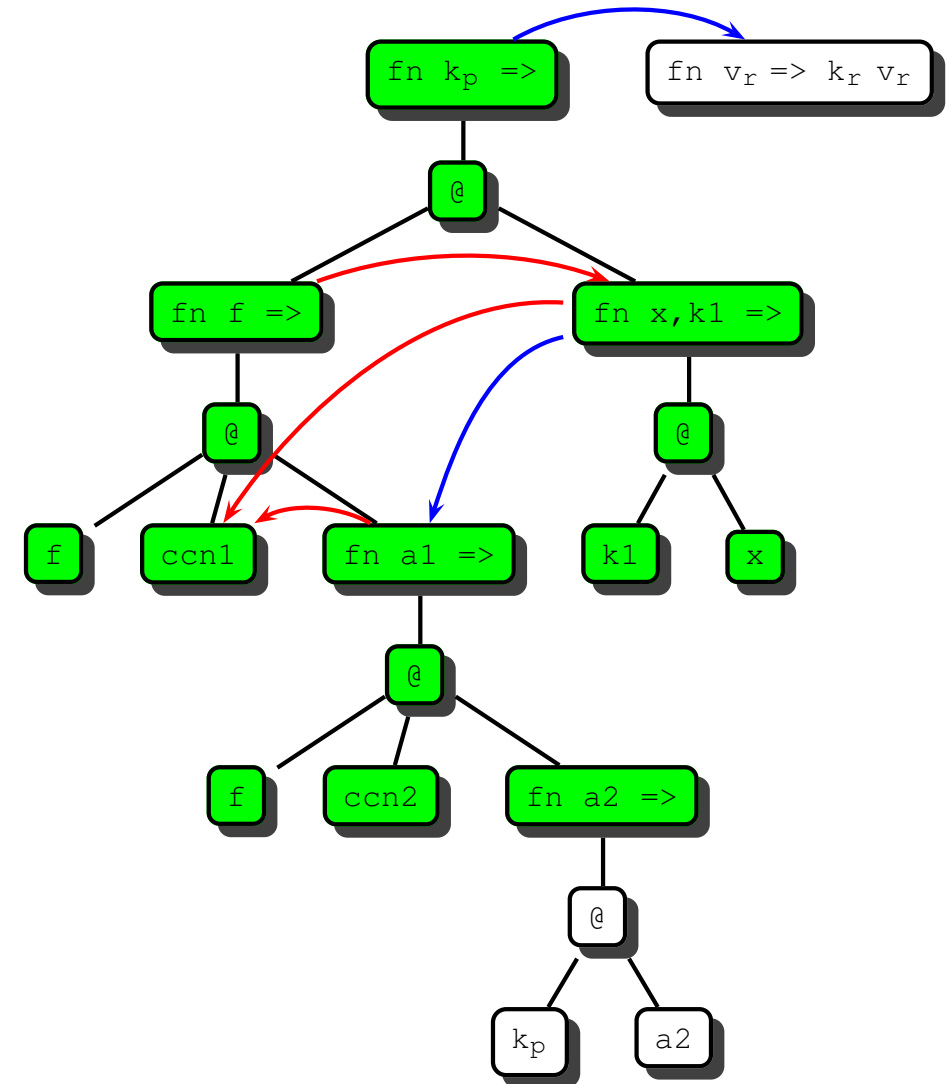 fn kₚ =>
fn vᵣ => kᵣ vᵣ
@
fn f =>
fn x,k1 =>
@
@
f
ccn1
fn a1 =>
k1
x
@
f
ccn2
fn a2 =>
@
kₚ
a2